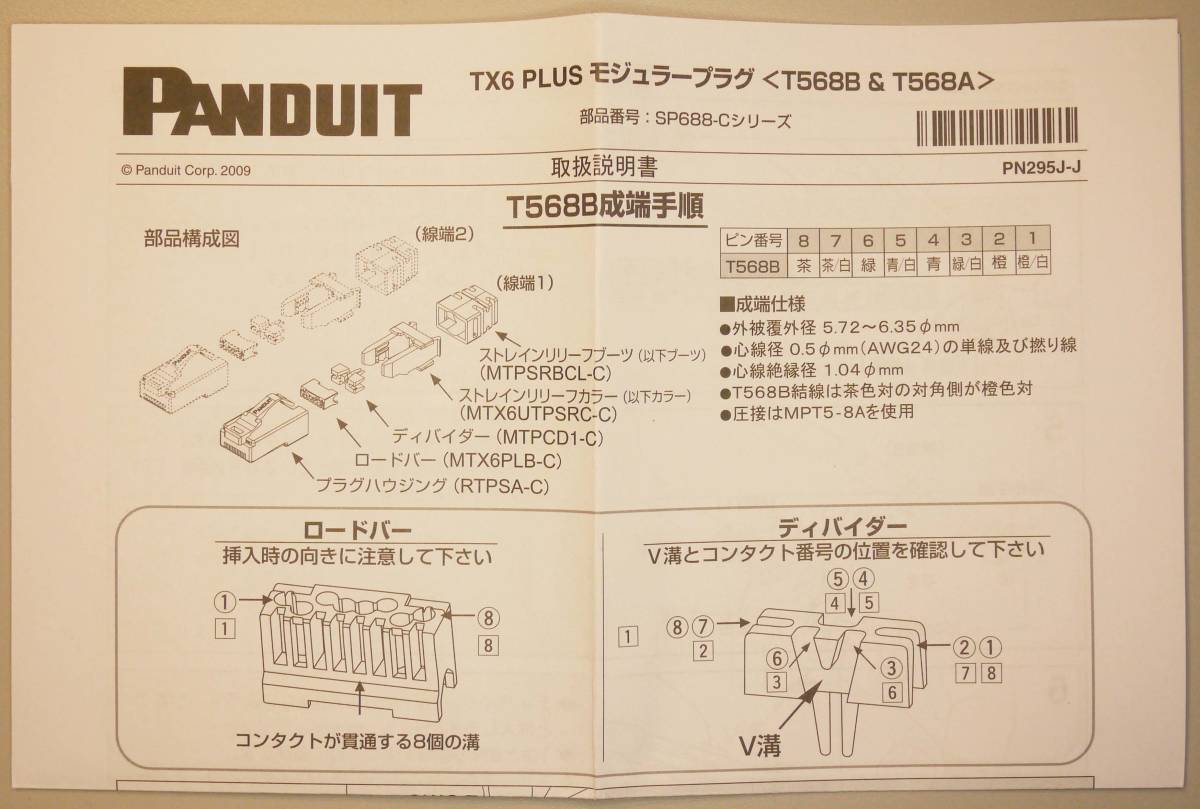 PANDUIT
TX6 PLUS モジュラープラグ <T568B & T568A>
部品番号：SP688-Cシリーズ
© Panduit Corp. 2009
取扱説明書
PN295J-J
T568B成端手順
部品構成図
(線端2)
(線端1)
ストレインリリーフブーツ (以下ブーツ)
(MTPSRBCL-C)
ストレインリリーフカラー (以下カラー)
(MTX6UTPSRC-C)
ディバイダー (MTPCD1-C)
ロードバー (MTX6PLB-C)
プラグハウジング (RTPSA-C)
PANDUIT
PANDUIT
ピン番号 8 7 6 5 4 3 2 1
T568B 茶 茶/白 緑 青/白 青 緑/白 橙 橙/白
■成端仕様
●外被覆外径 5.72～6.35φmm
●心線径 0.5φmm(AWG24)の単線及び撚り線
●心線絶縁径 1.04φmm
●T568B結線は茶色対の対角側が橙色対
●圧接はMPT5-8Aを使用
ロードバー
挿入時の向きに注意して下さい
①
1
⑧
8
コンタクトが貫通する8個の溝
ディバイダー
V溝とコンタクト番号の位置を確認して下さい
⑤ ④
4 5
⑧ ⑦
1 2
⑥
3
③
6
② ①
7 8
V溝